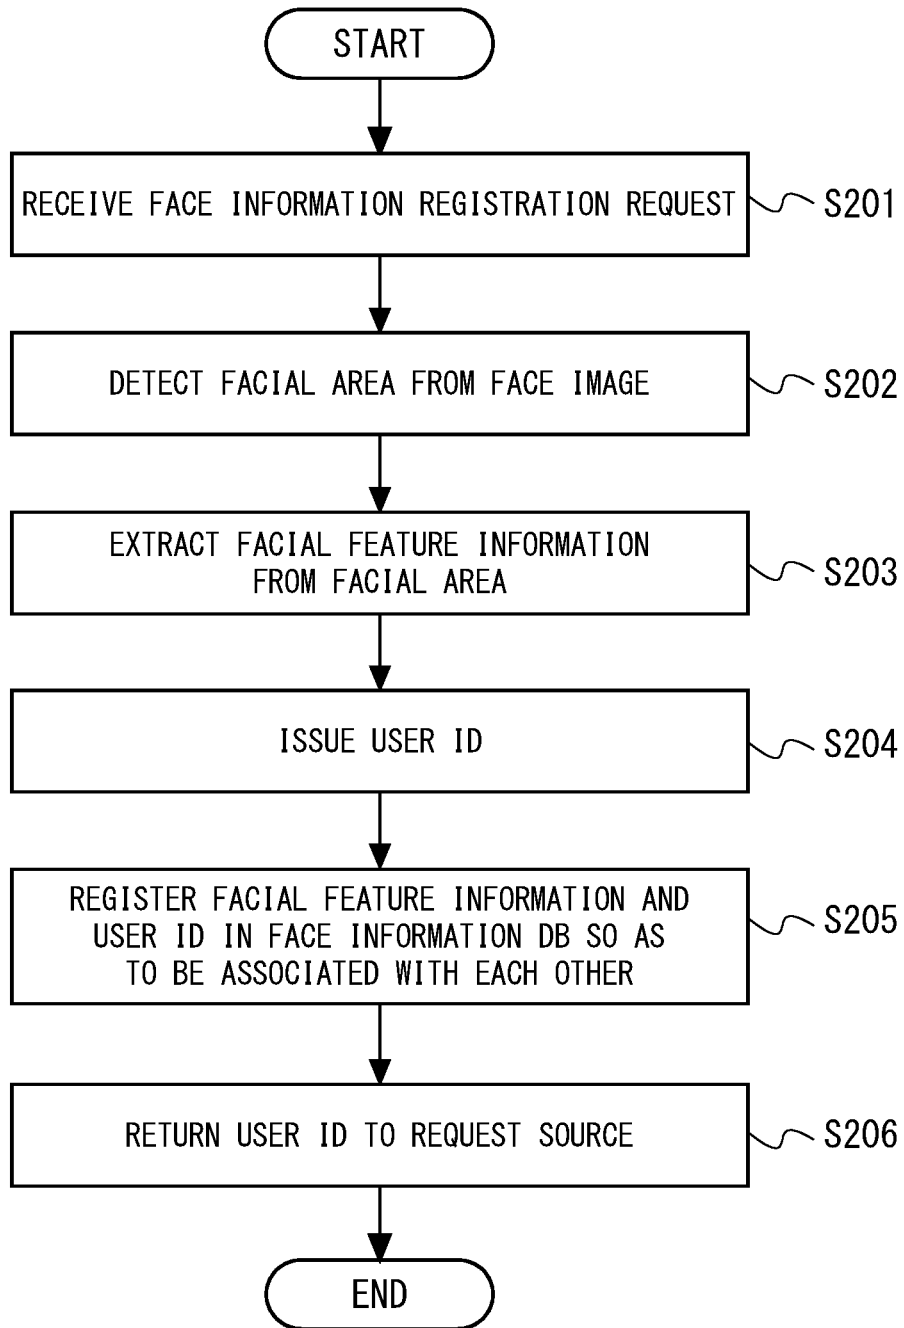 START
RECEIVE FACE INFORMATION REGISTRATION REQUEST
S201
DETECT FACIAL AREA FROM FACE IMAGE
S202
EXTRACT FACIAL FEATURE INFORMATION
FROM FACIAL AREA
S203
ISSUE USER ID
S204
REGISTER FACIAL FEATURE INFORMATION AND
USER ID IN FACE INFORMATION DB SO AS
TO BE ASSOCIATED WITH EACH OTHER
S205
RETURN USER ID TO REQUEST SOURCE
S206
END